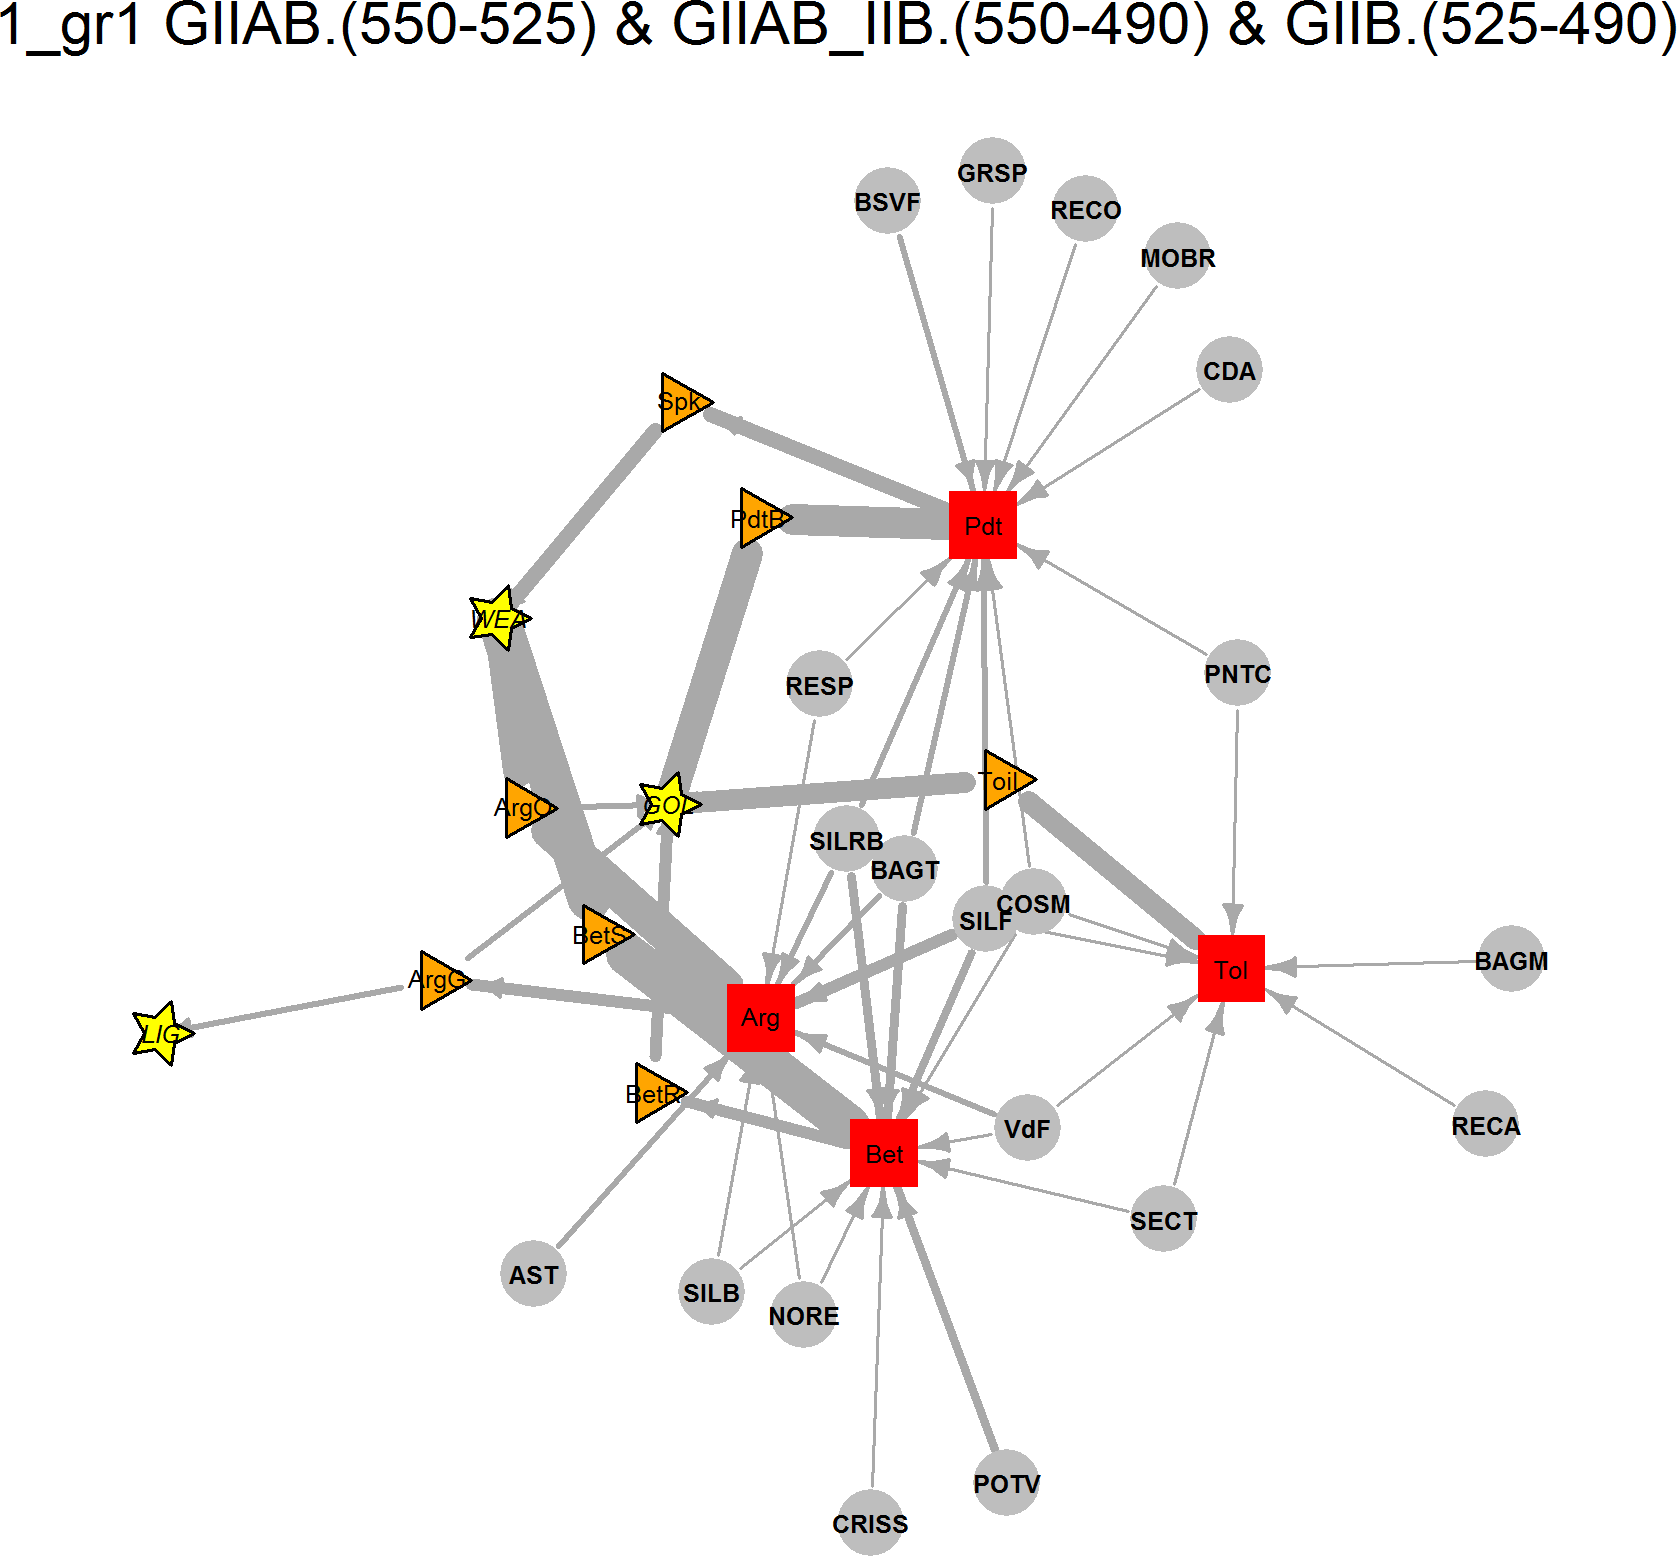 1_gr1 GIIAB.(550-525) & GIIAB_IIB.(550-490) & GIIB.(525-490)
GRSP
BSVF
RECO
MOBR
CDA
Spk
PdtB
Pdt
WEA
PNTC
RESP
Toil
ArgO
GOL
SILRB
BAGT
COSM
SILF
BetS
BAGM
Tol
ArgG
Arg
LIG
BetR
RECA
VdF
Bet
SECT
AST
SILB
NORE
POTV
CRISS